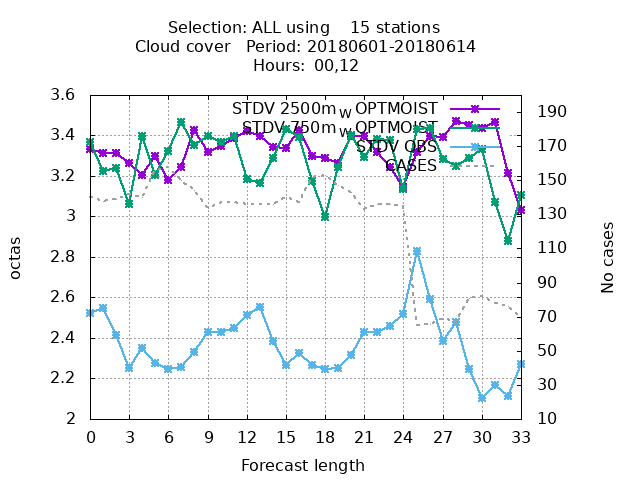 Selection: ALL using    15 stations
Cloud cover   Period: 20180601-20180614
Hours:  00,12
STDV 2500m_W OPTMOIST
STDV 750m_W OPTMOIST
STDV OBS
CASES
3.6
3.4
3.2
3
2.8
2.6
2.4
2.2
2
octas
190
170
150
130
110
90
70
50
30
10
No cases
0 3 6 9 12 15 18 21 24 27 30 33
Forecast length